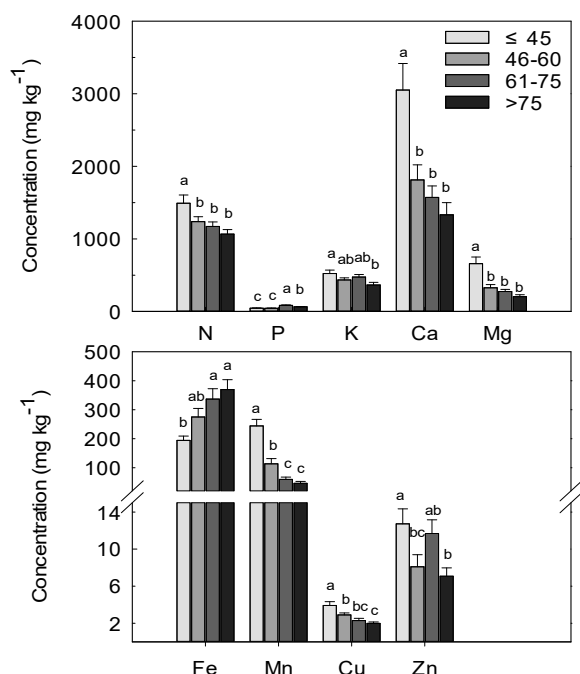 Concentration (mg kg⁻¹)
4000
3000
2000
1000
0
≤ 45
46-60
61-75
>75
a b b b
c c a b
a ab ab b
a b b b
a b b b
N P K Ca Mg
Concentration (mg kg⁻¹)
500
400
300
200
100
14
10
6
2
b ab a a
a b c c
a b bc c
a bc ab b
Fe Mn Cu Zn